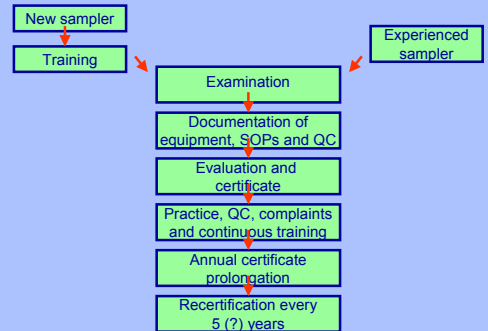 New sampler
Training
Experienced
sampler
Examination
Documentation of
equipment, SOPs and QC
Evaluation and
certificate
Practice, QC, complaints
and continuous training
Annual certificate
prolongation
Recertification every
5 (?) years